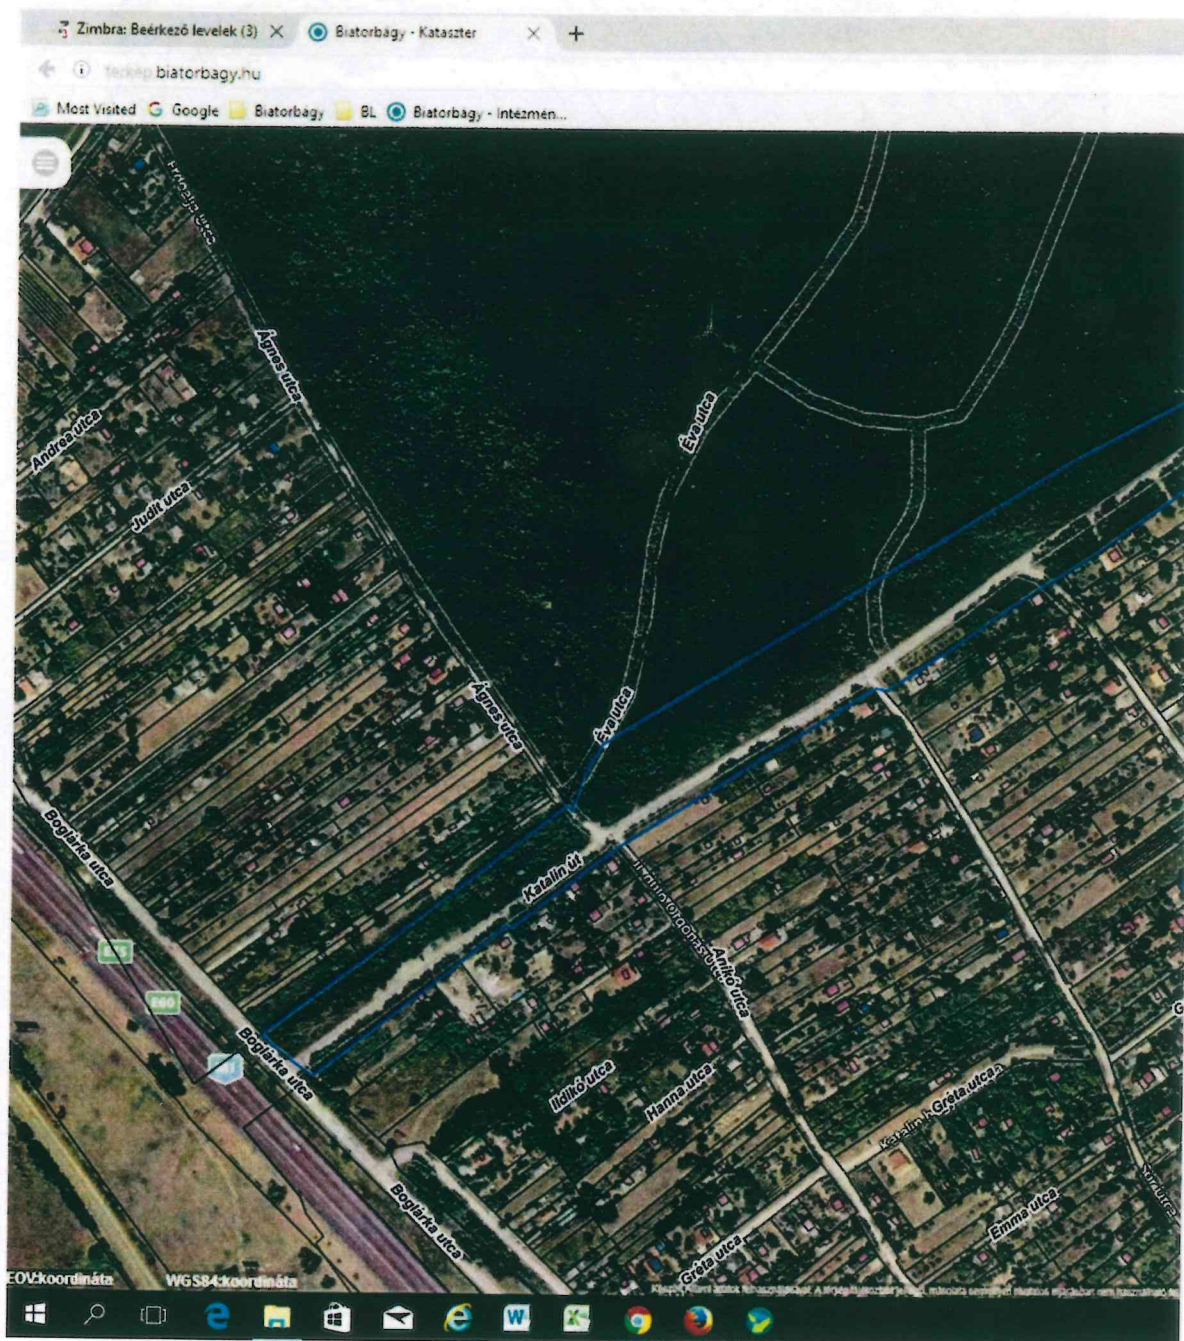 Zimbra: Beérkező levelek (3)
Biatorbágy - Kataszter
terkep.biatorbagy.hu
Most Visited
Google
Biatorbágy
BL
Biatorbágy - Intézmén...
Ágnes utca
Andrea utca
Judit utca
Éva utca
Ágnes utca
Éva utca
Boglárka utca
Katalin út
Anikó utca
E60
Boglárka utca
Ildikó utca
Hanna utca
Gréta utca
Boglárka utca
Gréta utca
Emma utca
EOV:koordináta
WGS84:koordináta